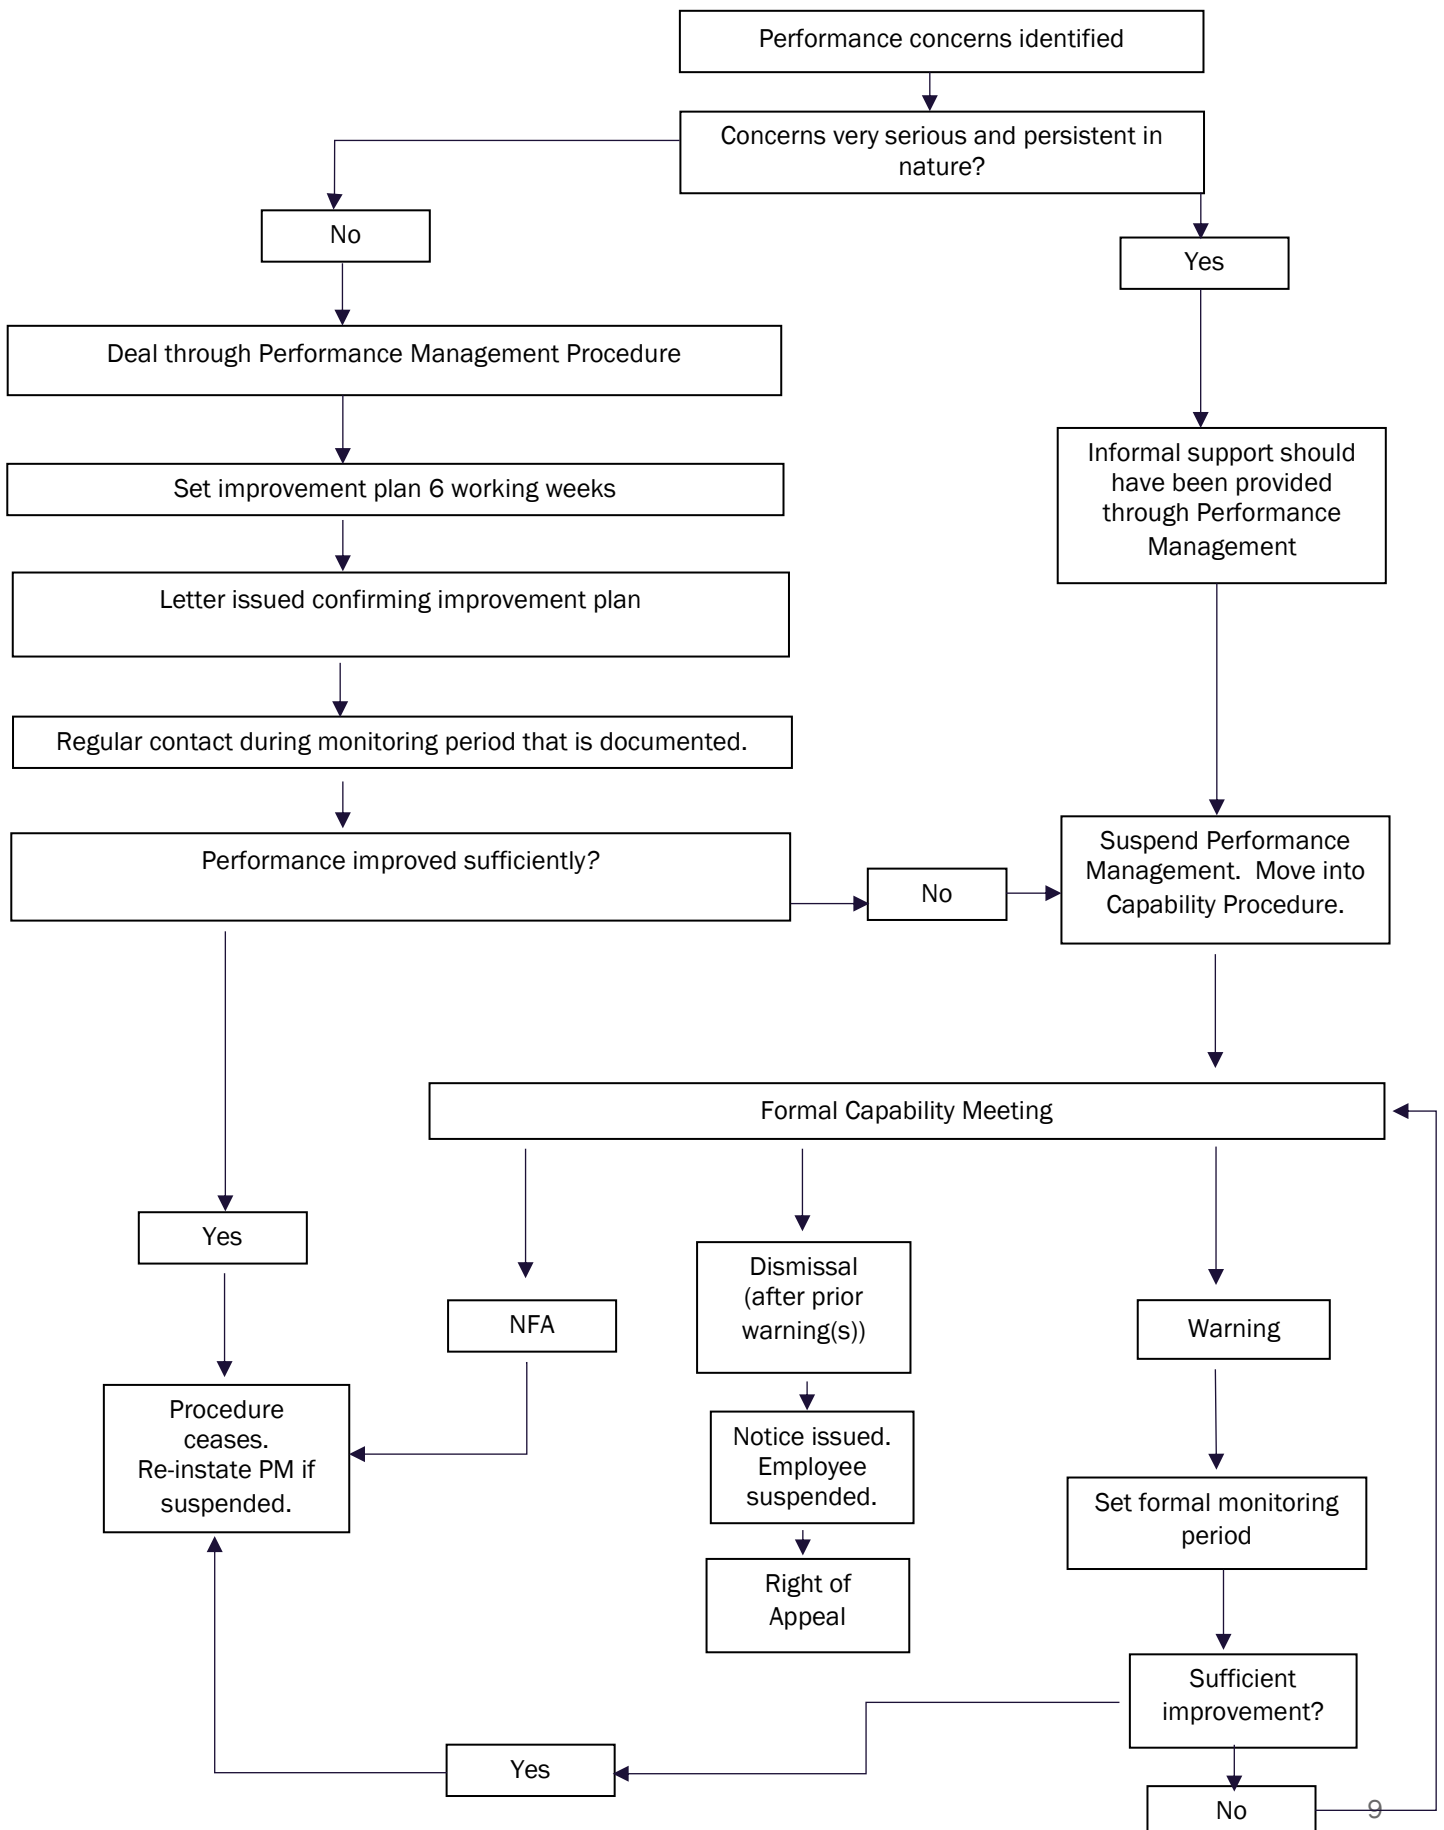 Performance concerns identified
Concerns very serious and persistent in
nature?
No
Yes
Deal through Performance Management Procedure
Informal support should
have been provided
through Performance
Management
Set improvement plan 6 working weeks
Letter issued confirming improvement plan
Regular contact during monitoring period that is documented.
Performance improved sufficiently?
No
Suspend Performance
Management.  Move into
Capability Procedure.
Formal Capability Meeting
Yes
NFA
Dismissal
(after prior
warning(s))
Warning
Procedure
ceases.
Re-instate PM if
suspended.
Notice issued.
Employee
suspended.
Set formal monitoring
period
Right of
Appeal
Sufficient
improvement?
Yes
No
9